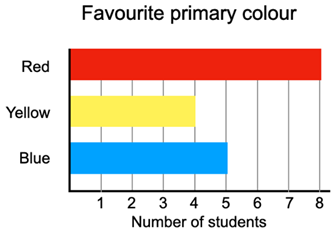 Favourite primary colour
Red
Yellow
Blue
1 2 3 4 5 6 7 8
Number of students